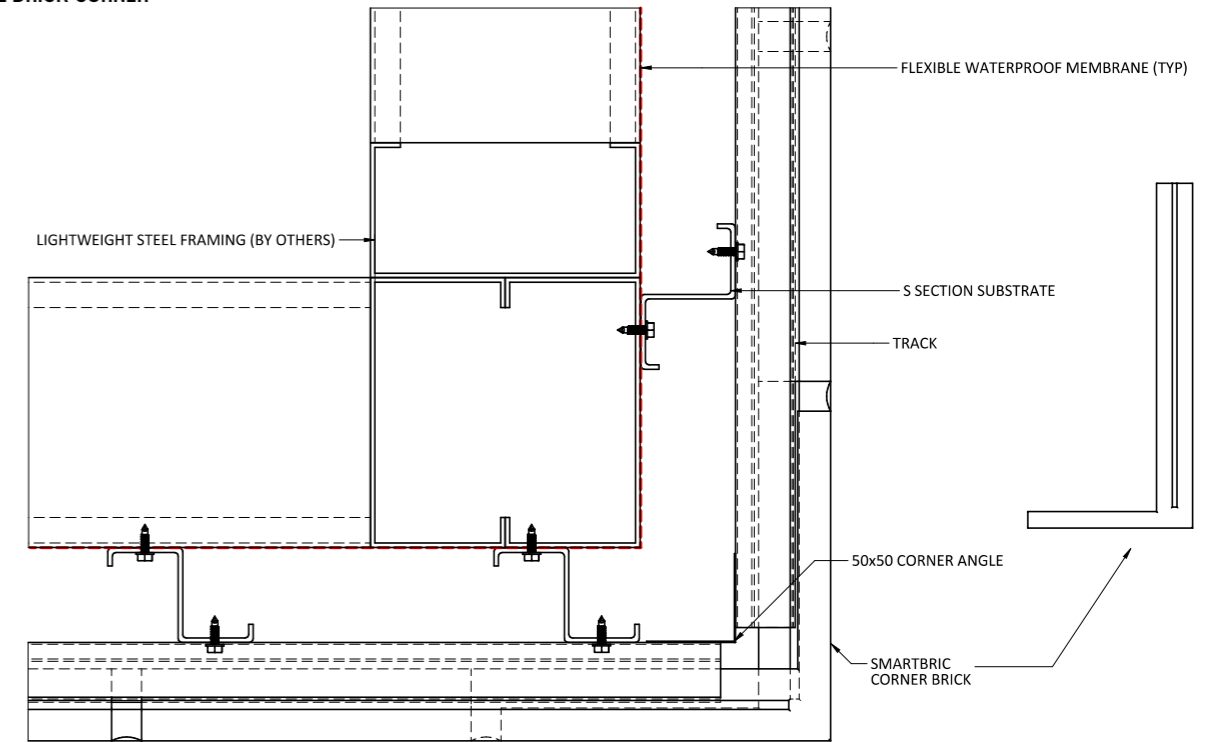 BRICK CORNER
FLEXIBLE WATERPROOF MEMBRANE (TYP)
LIGHTWEIGHT STEEL FRAMING (BY OTHERS)
S SECTION SUBSTRATE
TRACK
50x50 CORNER ANGLE
SMARTBRIC
CORNER BRICK